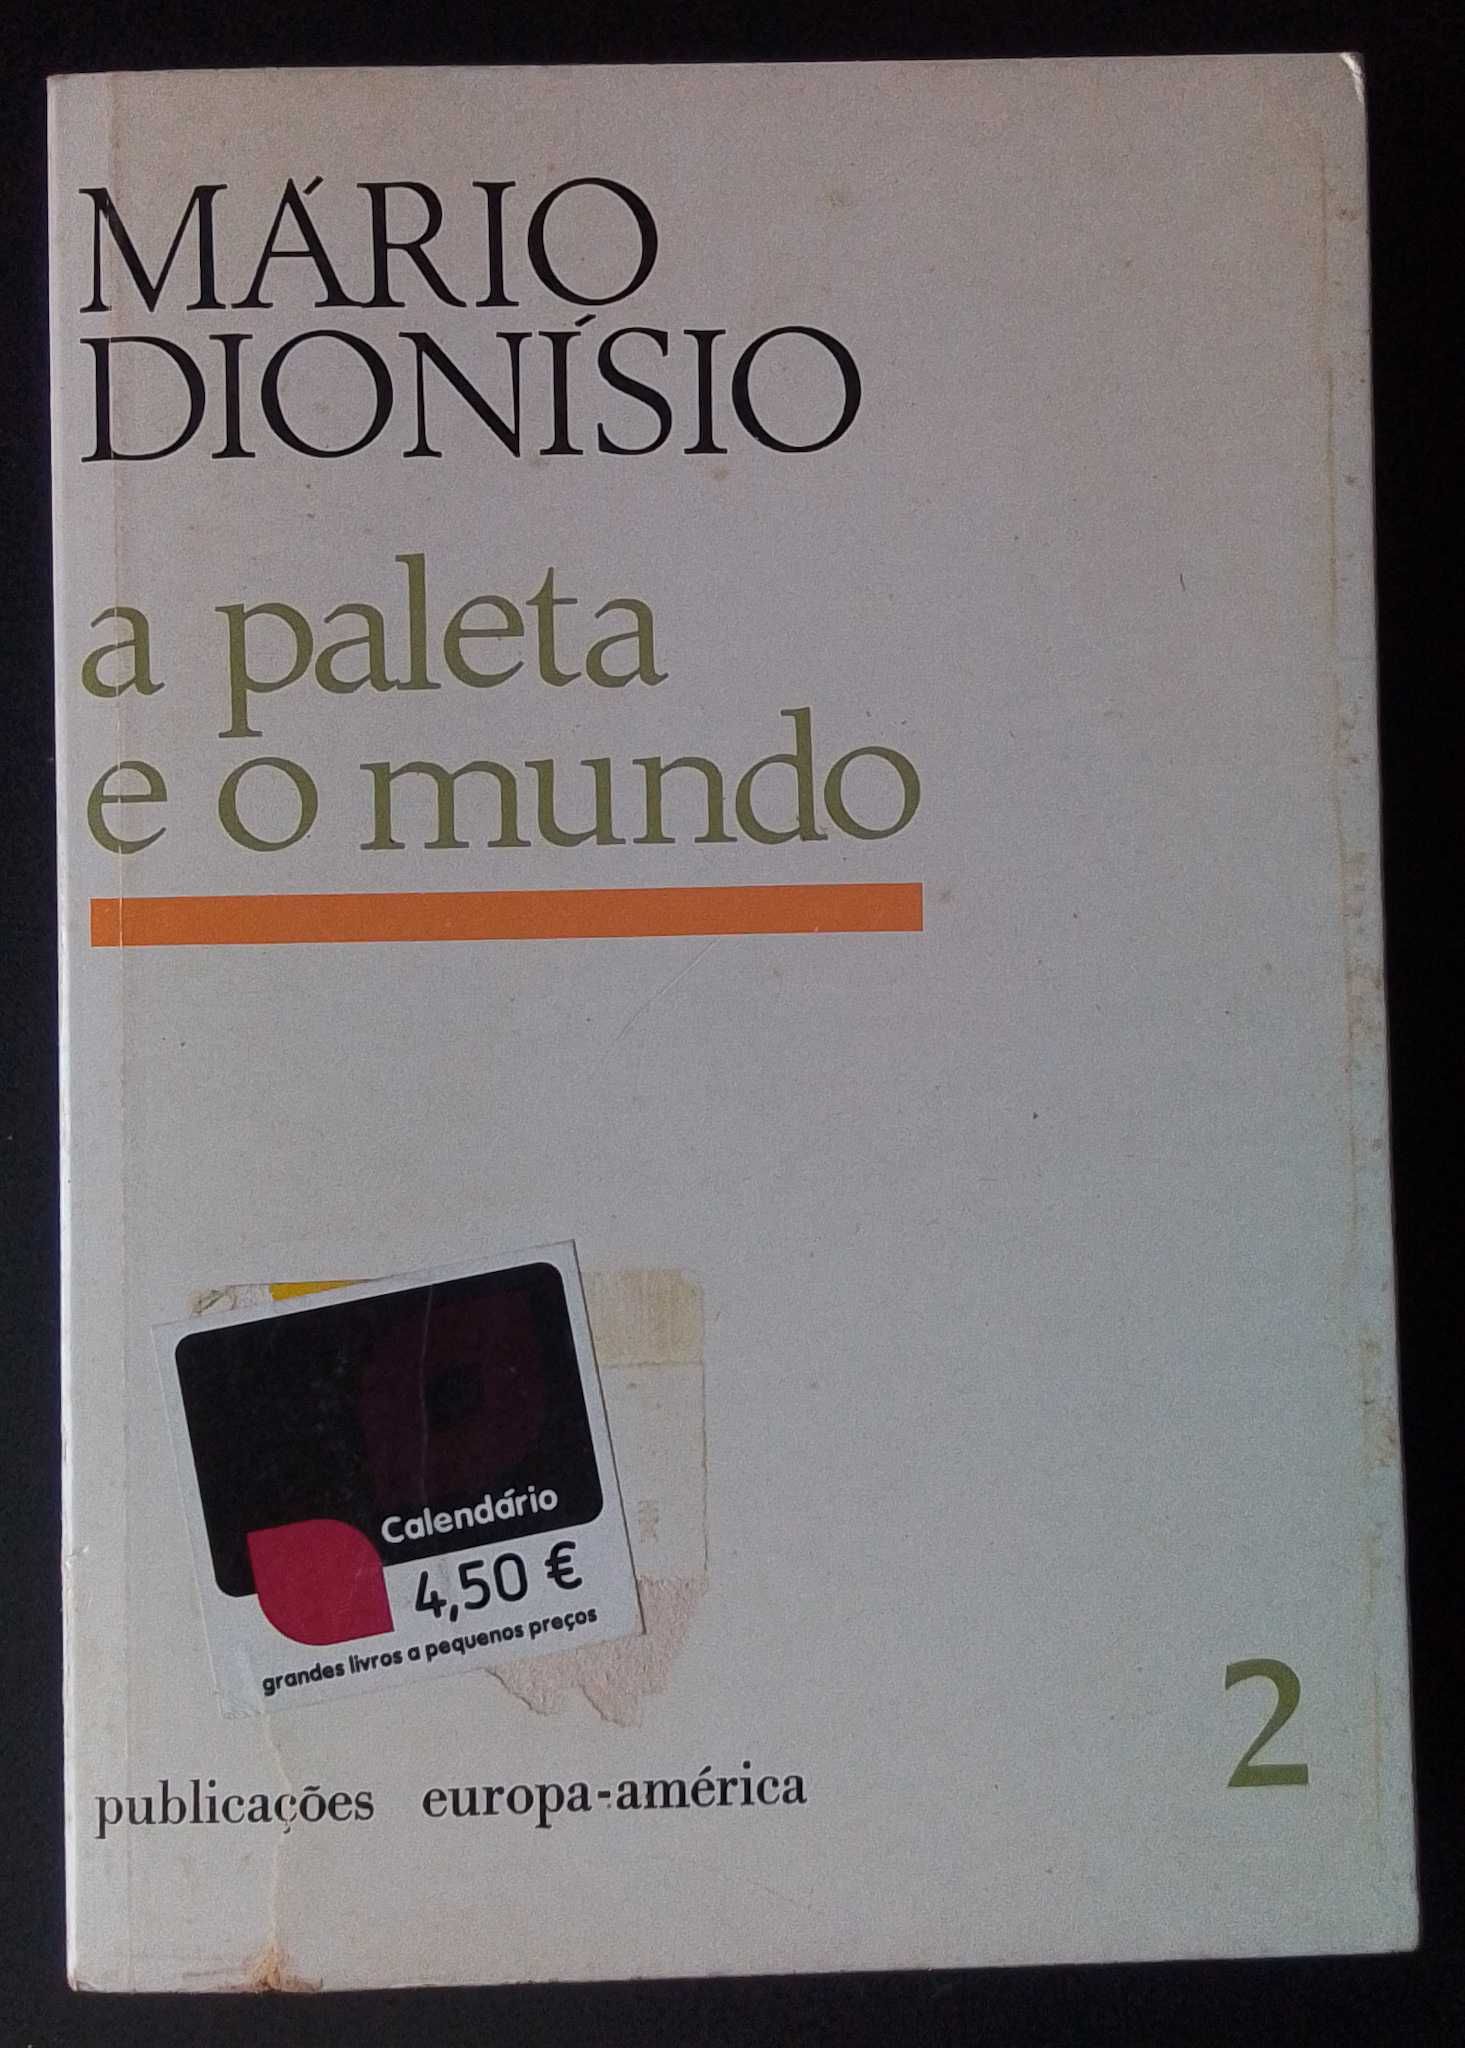 MÁRIO
DIONÍSIO
a paleta
e o mundo
Calendário
4,50 €
grandes livros a pequenos preços
publicações europa-américa
2